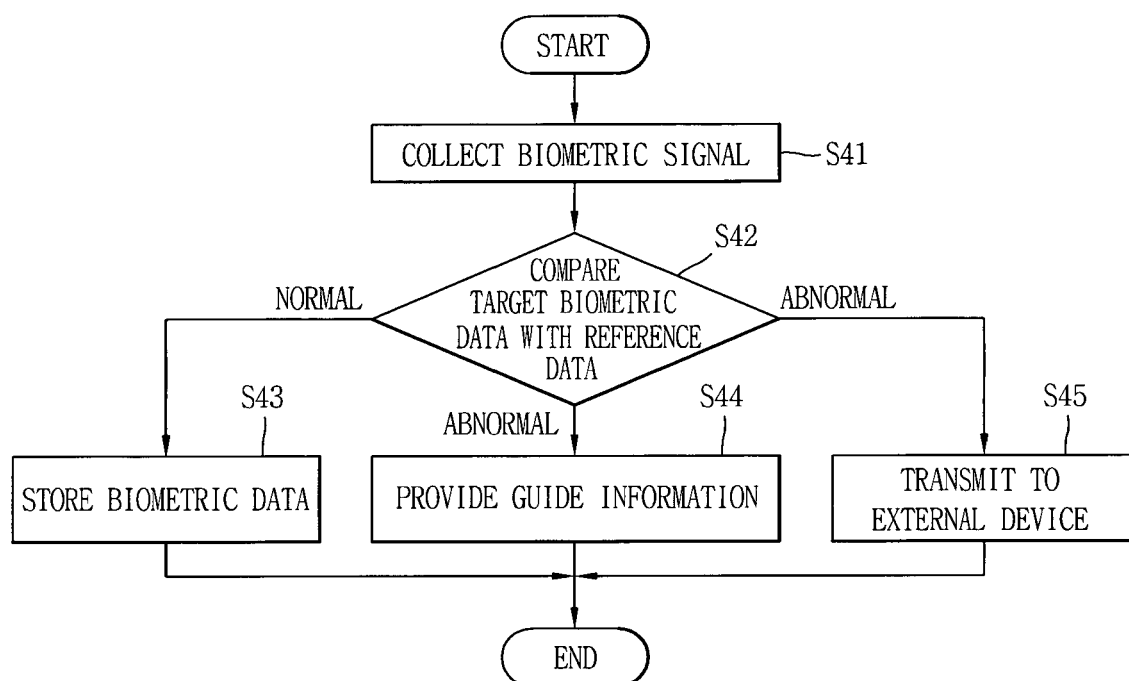 START
COLLECT BIOMETRIC SIGNAL
S41
S42
COMPARE
TARGET BIOMETRIC
DATA WITH REFERENCE
DATA
NORMAL
ABNORMAL
ABNORMAL
S43
S44
S45
STORE BIOMETRIC DATA
PROVIDE GUIDE INFORMATION
TRANSMIT TO
EXTERNAL DEVICE
END